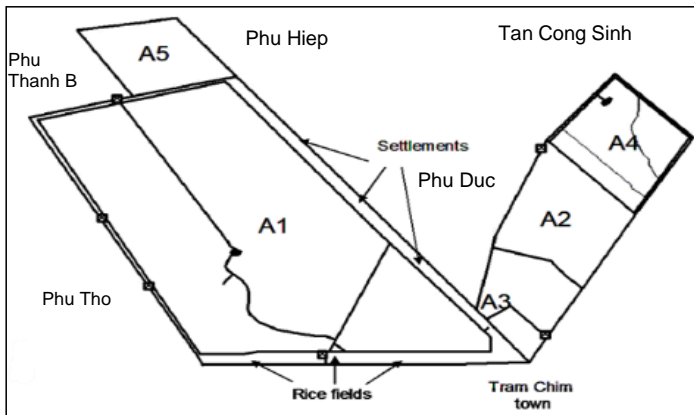 Phu Hiep
Tan Cong Sinh
A5
Phu
Thanh B
Settlements
A4
Phu Duc
A2
A1
Phu Tho
A3
Rice fields
Tram Chim
town